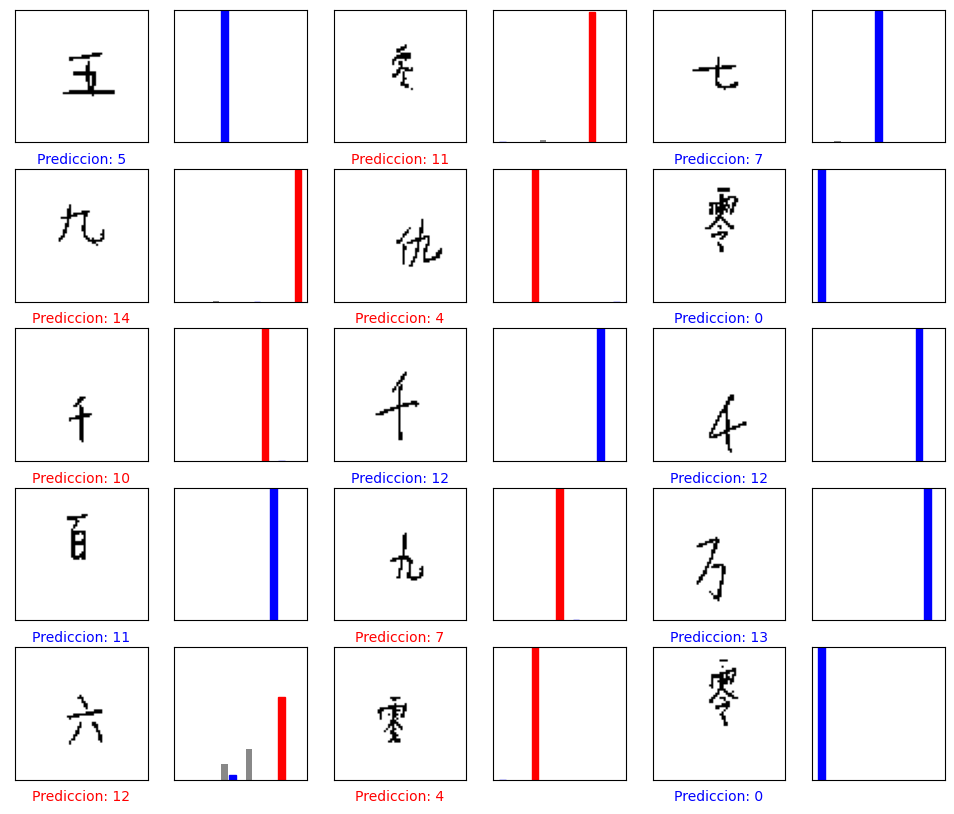 五 零 七
Prediccion: 5 Prediccion: 11 Prediccion: 7
九 仇 零
Prediccion: 14 Prediccion: 4 Prediccion: 0
千 千 千
Prediccion: 10 Prediccion: 12 Prediccion: 12
百 九 万
Prediccion: 11 Prediccion: 7 Prediccion: 13
六 零 零
Prediccion: 12 Prediccion: 4 Prediccion: 0